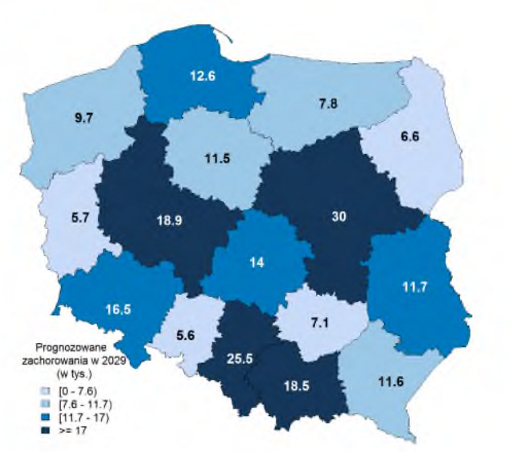 12.6
9.7
7.8
6.6
11.5
5.7
18.9
30
14
11.7
16.5
5.6
7.1
25.5
18.5
11.6
Prognozowane
zachorowania w 2029
(w tys.)
[0 - 7.6)
[7.6 - 11.7)
[11.7 - 17)
>= 17